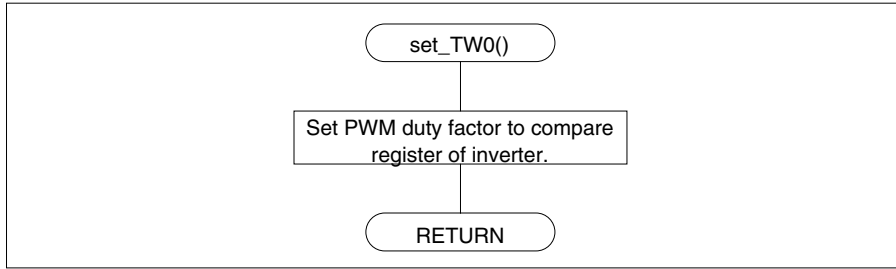 set_TW0()
Set PWM duty factor to compare
register of inverter.
RETURN